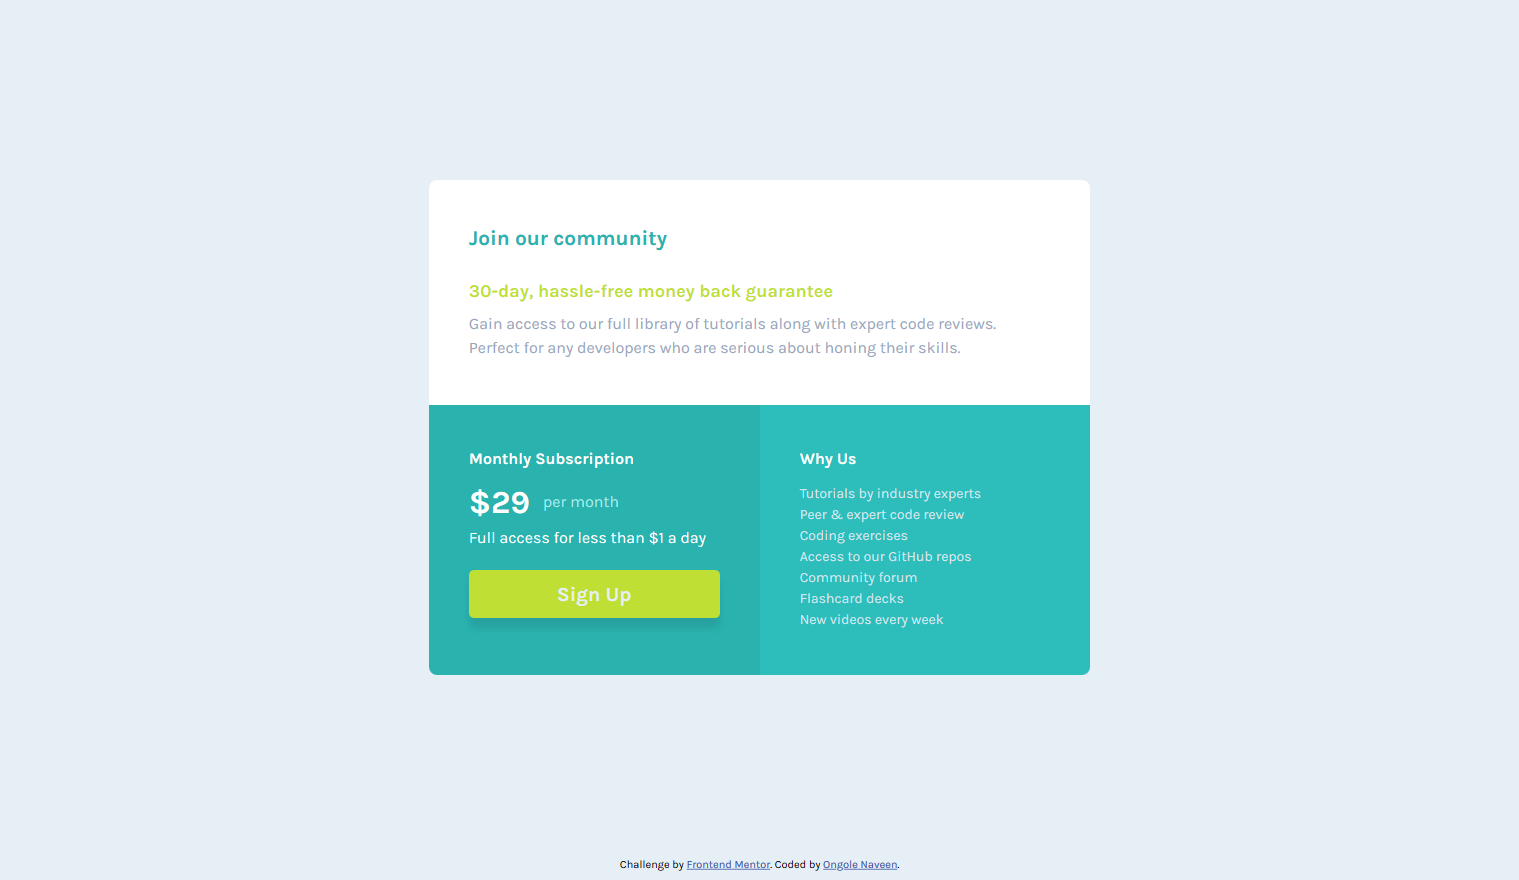 Join our community
30-day, hassle-free money back guarantee
Gain access to our full library of tutorials along with expert code reviews.
Perfect for any developers who are serious about honing their skills.
Monthly Subscription
$29 per month
Full access for less than $1 a day
Sign Up
Why Us
Tutorials by industry experts
Peer & expert code review
Coding exercises
Access to our GitHub repos
Community forum
Flashcard decks
New videos every week
Challenge by Frontend Mentor. Coded by Ongole Naveen.